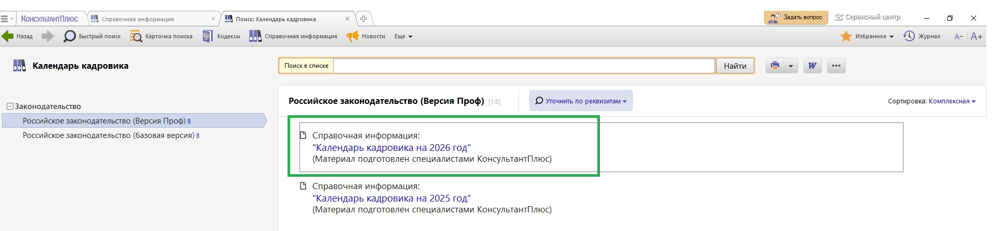 КонсультантПлюс
Справочная информация
Поиск: Календарь кадровика
Задать вопрос
Сервисный центр
Назад
Быстрый поиск
Карточка поиска
Кодексы
Справочная информация
Новости
Еще
Избранное
Журнал
A−
A+
Календарь кадровика
Поиск в списке
Найти
W
Законодательство
Российское законодательство (Версия Проф) 8
Российское законодательство (базовая версия) 8
Российское законодательство (Версия Проф) [1:8]
Уточнить по реквизитам
Сортировка: Комплексная
Справочная информация:
"Календарь кадровика на 2026 год"
(Материал подготовлен специалистами КонсультантПлюс)
Справочная информация:
"Календарь кадровика на 2025 год"
(Материал подготовлен специалистами КонсультантПлюс)